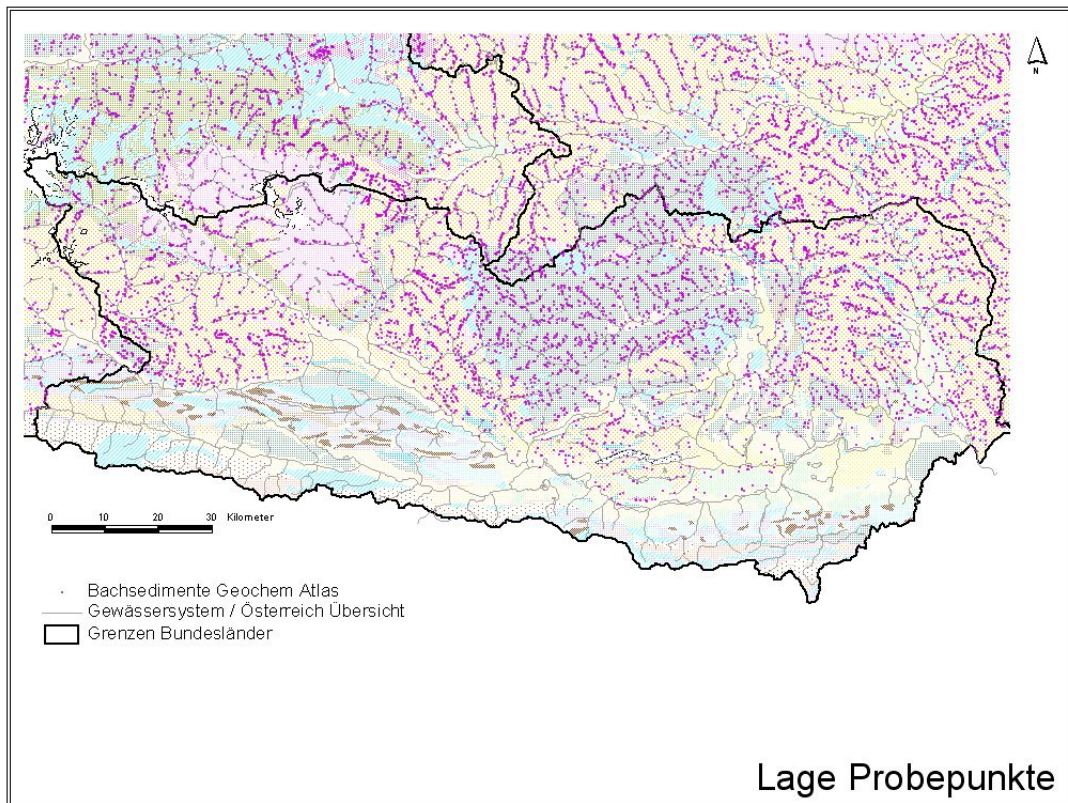 N
0 10 20 30 Kilometer
Bachsedimente Geochem Atlas
Gewässersystem / Österreich Übersicht
Grenzen Bundesländer
Lage Probepunkte